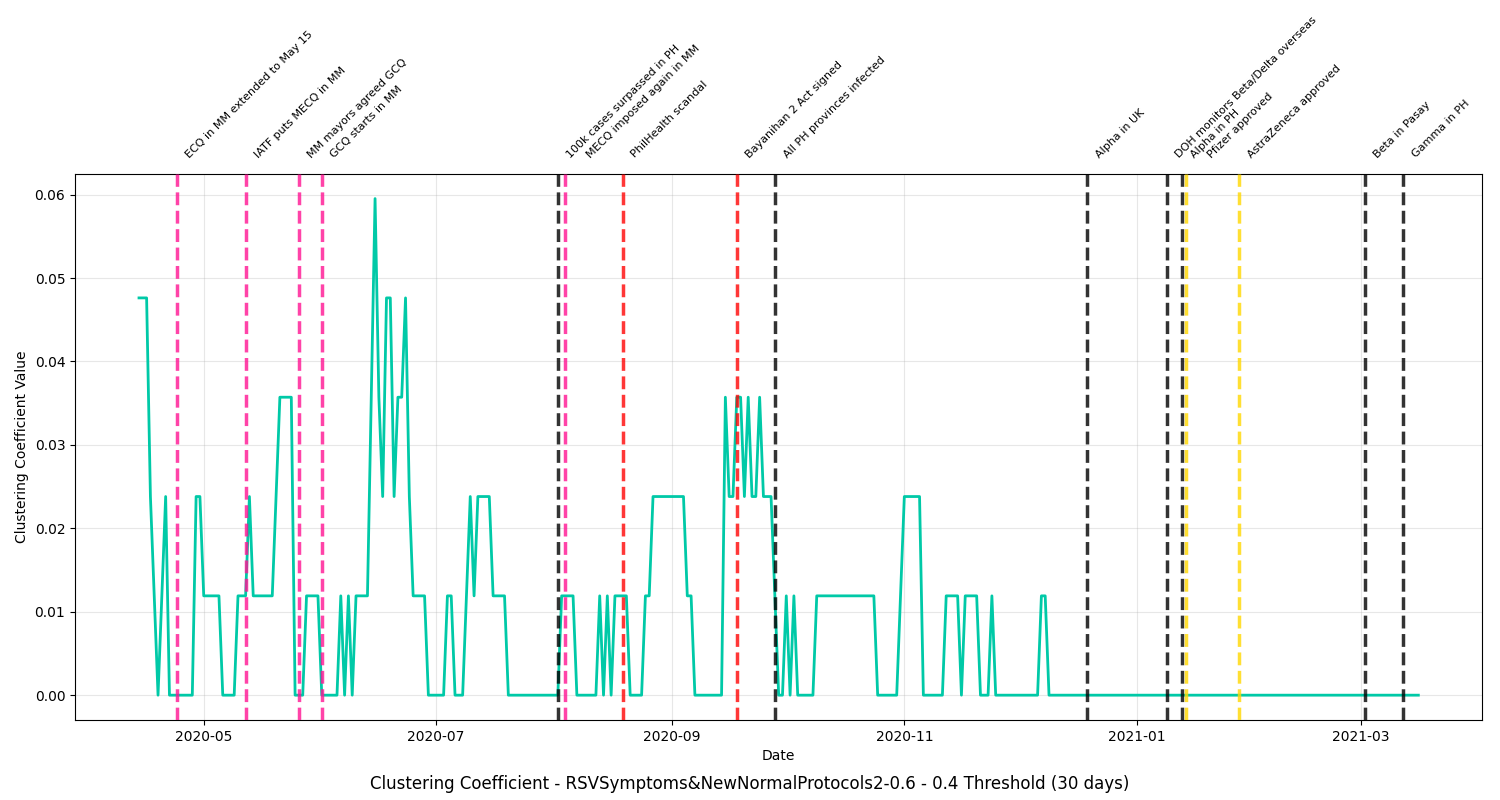 ECQ in MM extended to May 15
IATF puts MECQ in MM
MM mayors agreed GCQ
GCQ starts in MM
100k cases surpassed in PH
MECQ imposed again in MM
PhilHealth scandal
Bayanihan 2 Act signed
All PH provinces infected
Alpha in UK
DOH monitors Beta/Delta overseas
Alpha in PH
Pfizer approved
AstraZeneca approved
Beta in Pasay
Gamma in PH
Clustering Coefficient Value
0.06
0.05
0.04
0.03
0.02
0.01
0.00
2020-05
2020-07
2020-09
2020-11
2021-01
2021-03
Date
Clustering Coefficient - RSVSymptoms&NewNormalProtocols2-0.6 - 0.4 Threshold (30 days)